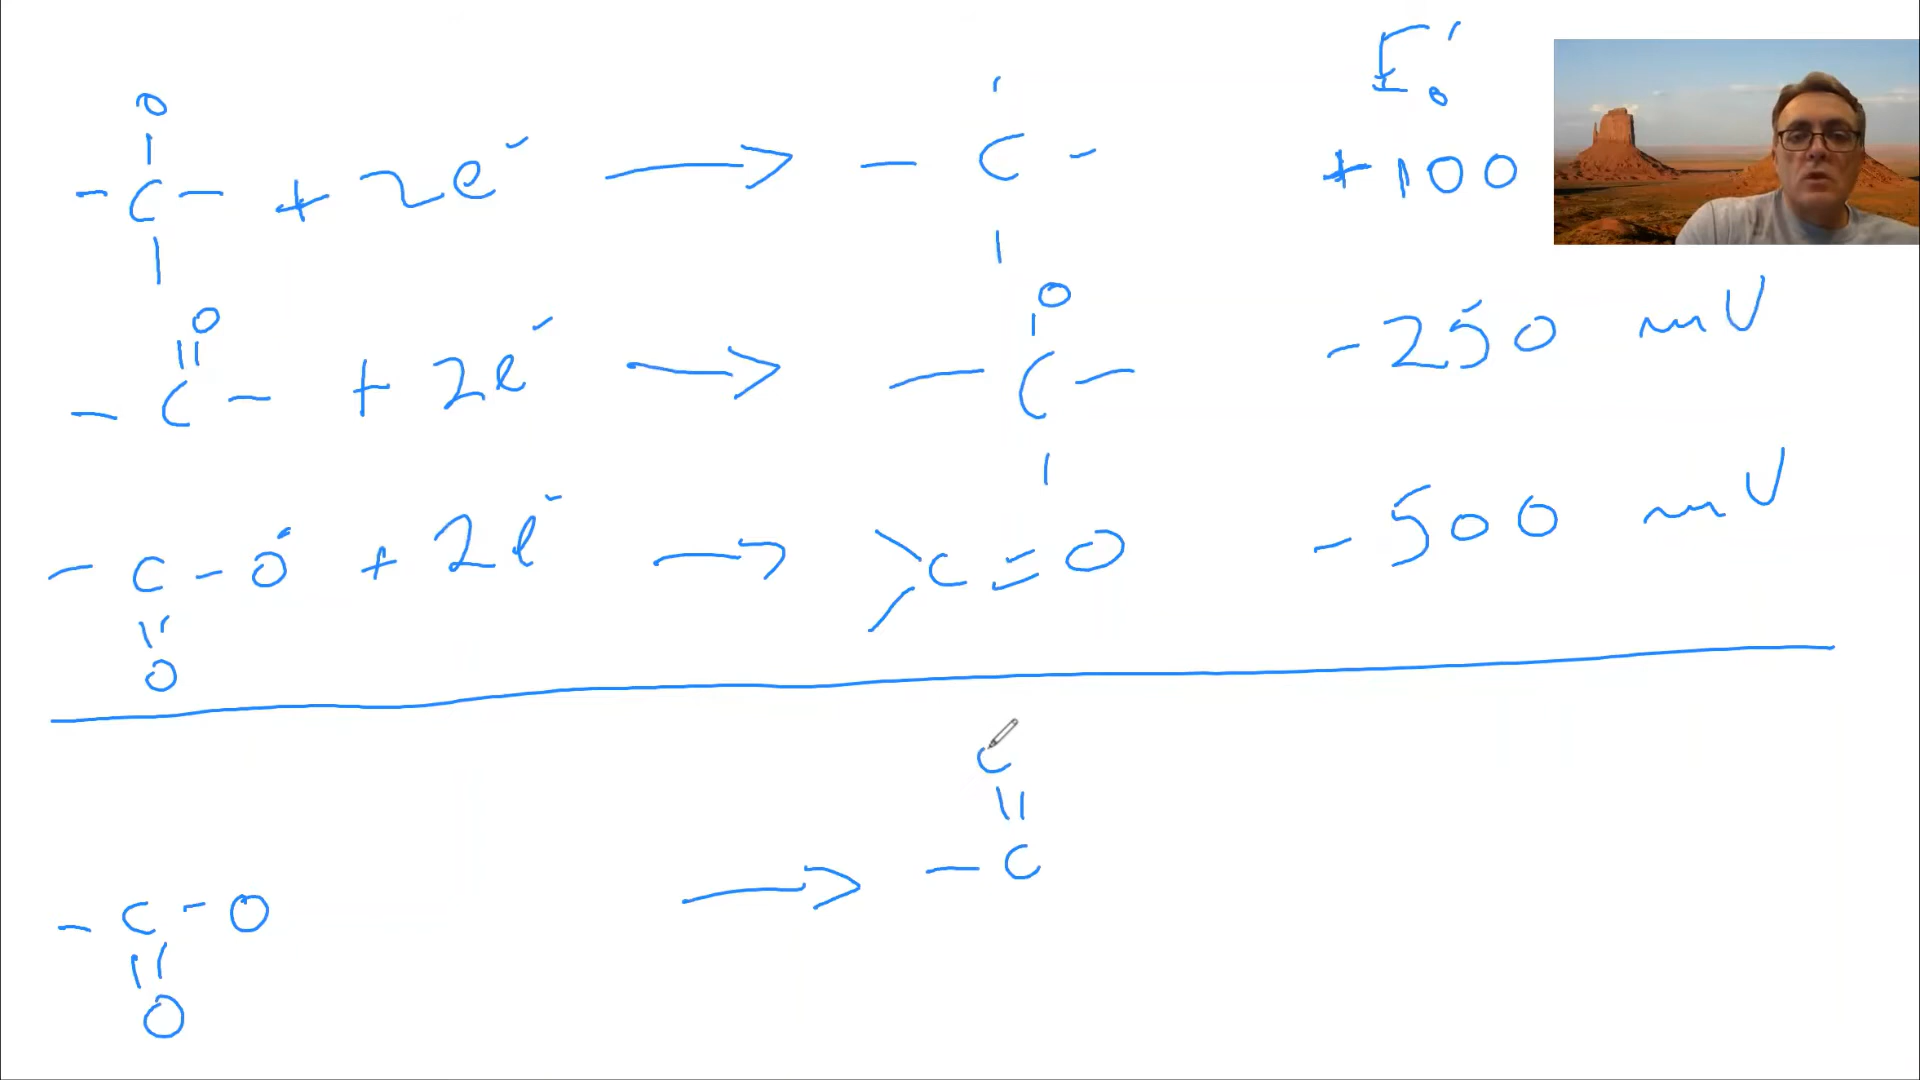 E₀'
O
|
- C - + 2e⁻ → - C - +100
|
O
||
- C - + 2e⁻ → - C - -250 mV
O
|
- C - O⁻ + 2e⁻ → >C = O -500 mV
||
O
C
||
- C - O → - C
||
O